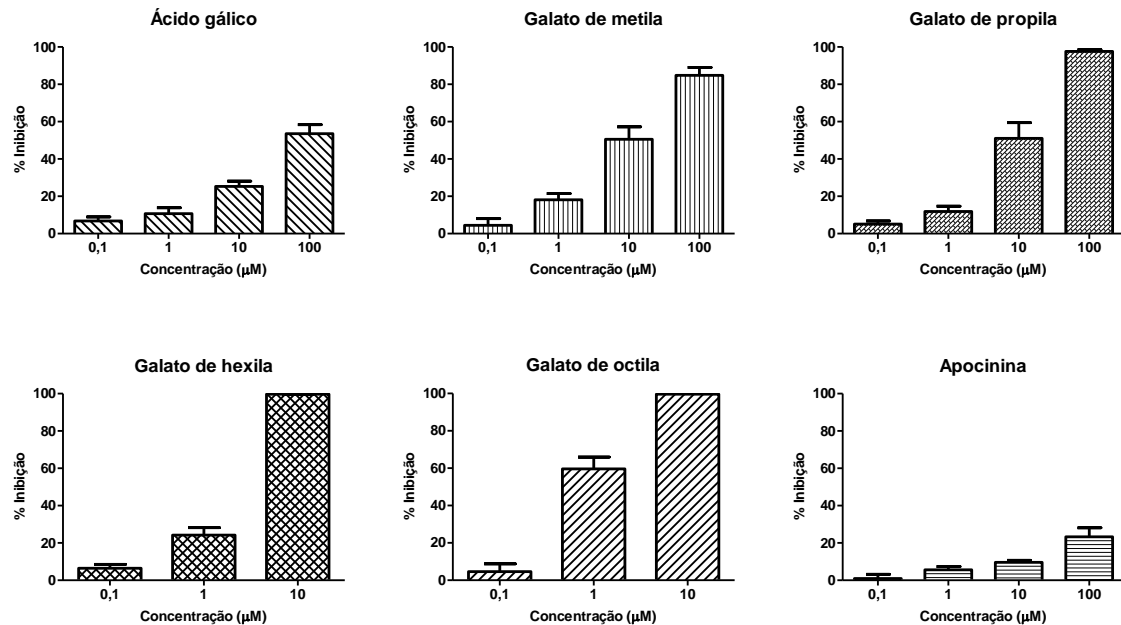 Ácido gálico
% Inibição
100
80
60
40
20
0
0,1 1 10 100
Concentração (µM)
Galato de metila
% Inibição
100
80
60
40
20
0
0,1 1 10 100
Concentração (µM)
Galato de propila
% Inibição
100
80
60
40
20
0
0,1 1 10 100
Concentração (µM)
Galato de hexila
% Inibição
100
80
60
40
20
0
0,1 1 10
Concentração (µM)
Galato de octila
% Inibição
100
80
60
40
20
0
0,1 1 10
Concentração (µM)
Apocinina
% Inibição
100
80
60
40
20
0
0,1 1 10 100
Concentração (µM)